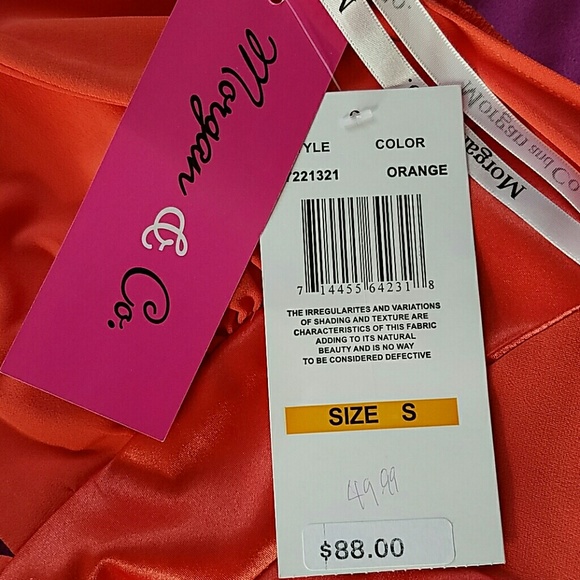 Morgan
& Co.
YLE COLOR
7221321 ORANGE
7 14455 64231 8
THE IRREGULARITES AND VARIATIONS
OF SHADING AND TEXTURE ARE
CHARACTERISTICS OF THIS FABRIC
ADDING TO ITS NATURAL
BEAUTY AND IS NO WAY
TO BE CONSIDERED DEFECTIVE
SIZE S
49.99
$88.00
Morgan and Co
Morgan